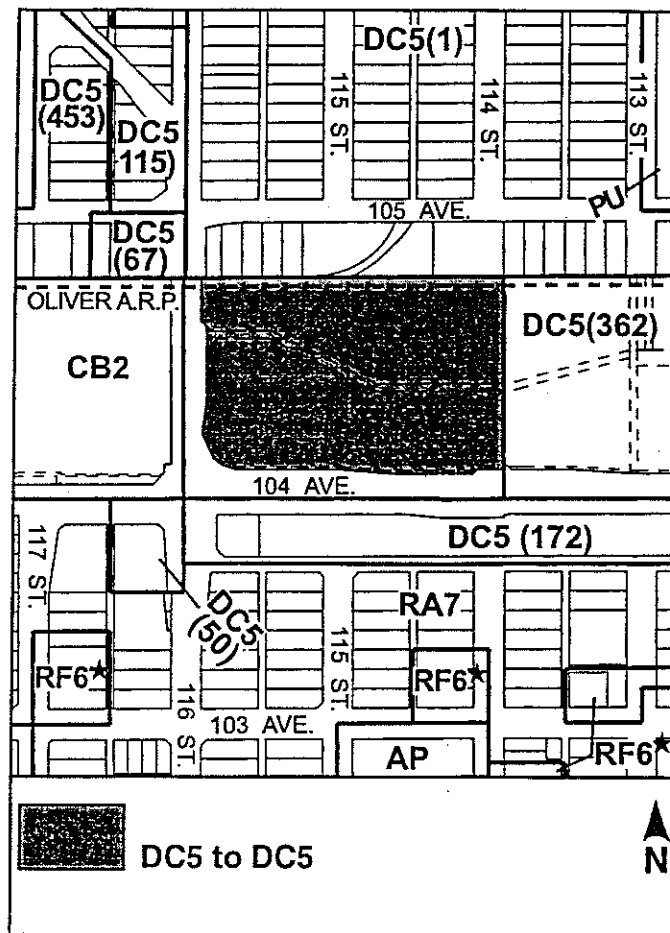 DC5(1)
DC5
(453)
DC5
115)
115 ST.
114 ST.
113 ST.
PU
105 AVE.
DC5
(67)
OLIVER A.R.P.
DC5(362)
CB2
104 AVE.
DC5 (172)
117 ST.
DC5
(50)
RA7
115 ST.
RF6★
RF6★
116 ST.
103 AVE.
AP
RF6★
DC5 to DC5
N